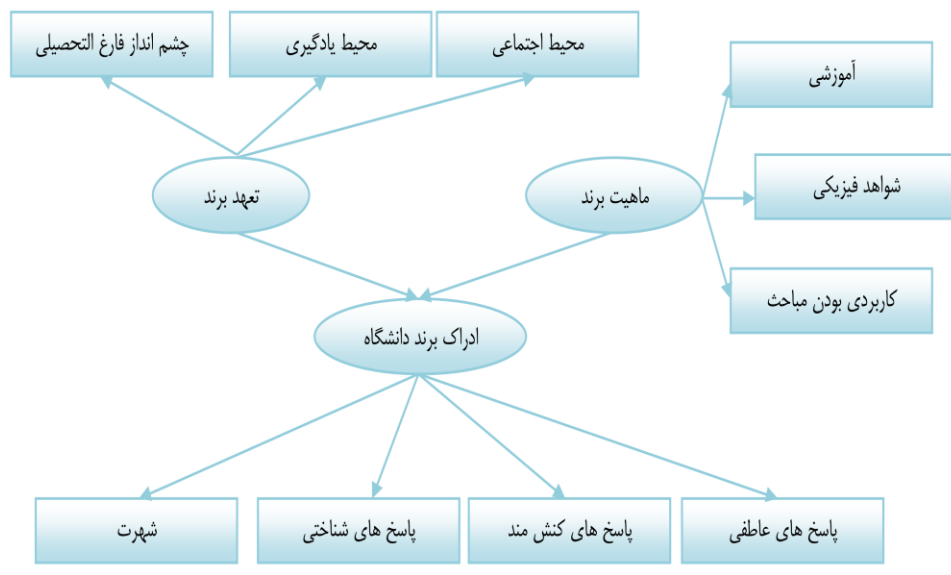 محیط اجتماعی
محیط یادگیری
چشم انداز فارغ التحصیلی
آموزشی
شواهد فیزیکی
ماهیت برند
تعهد برند
کاربردی بودن مباحث
ادراک برند دانشگاه
پاسخ های عاطفی
پاسخ های کنش مند
پاسخ های شناختی
شهرت